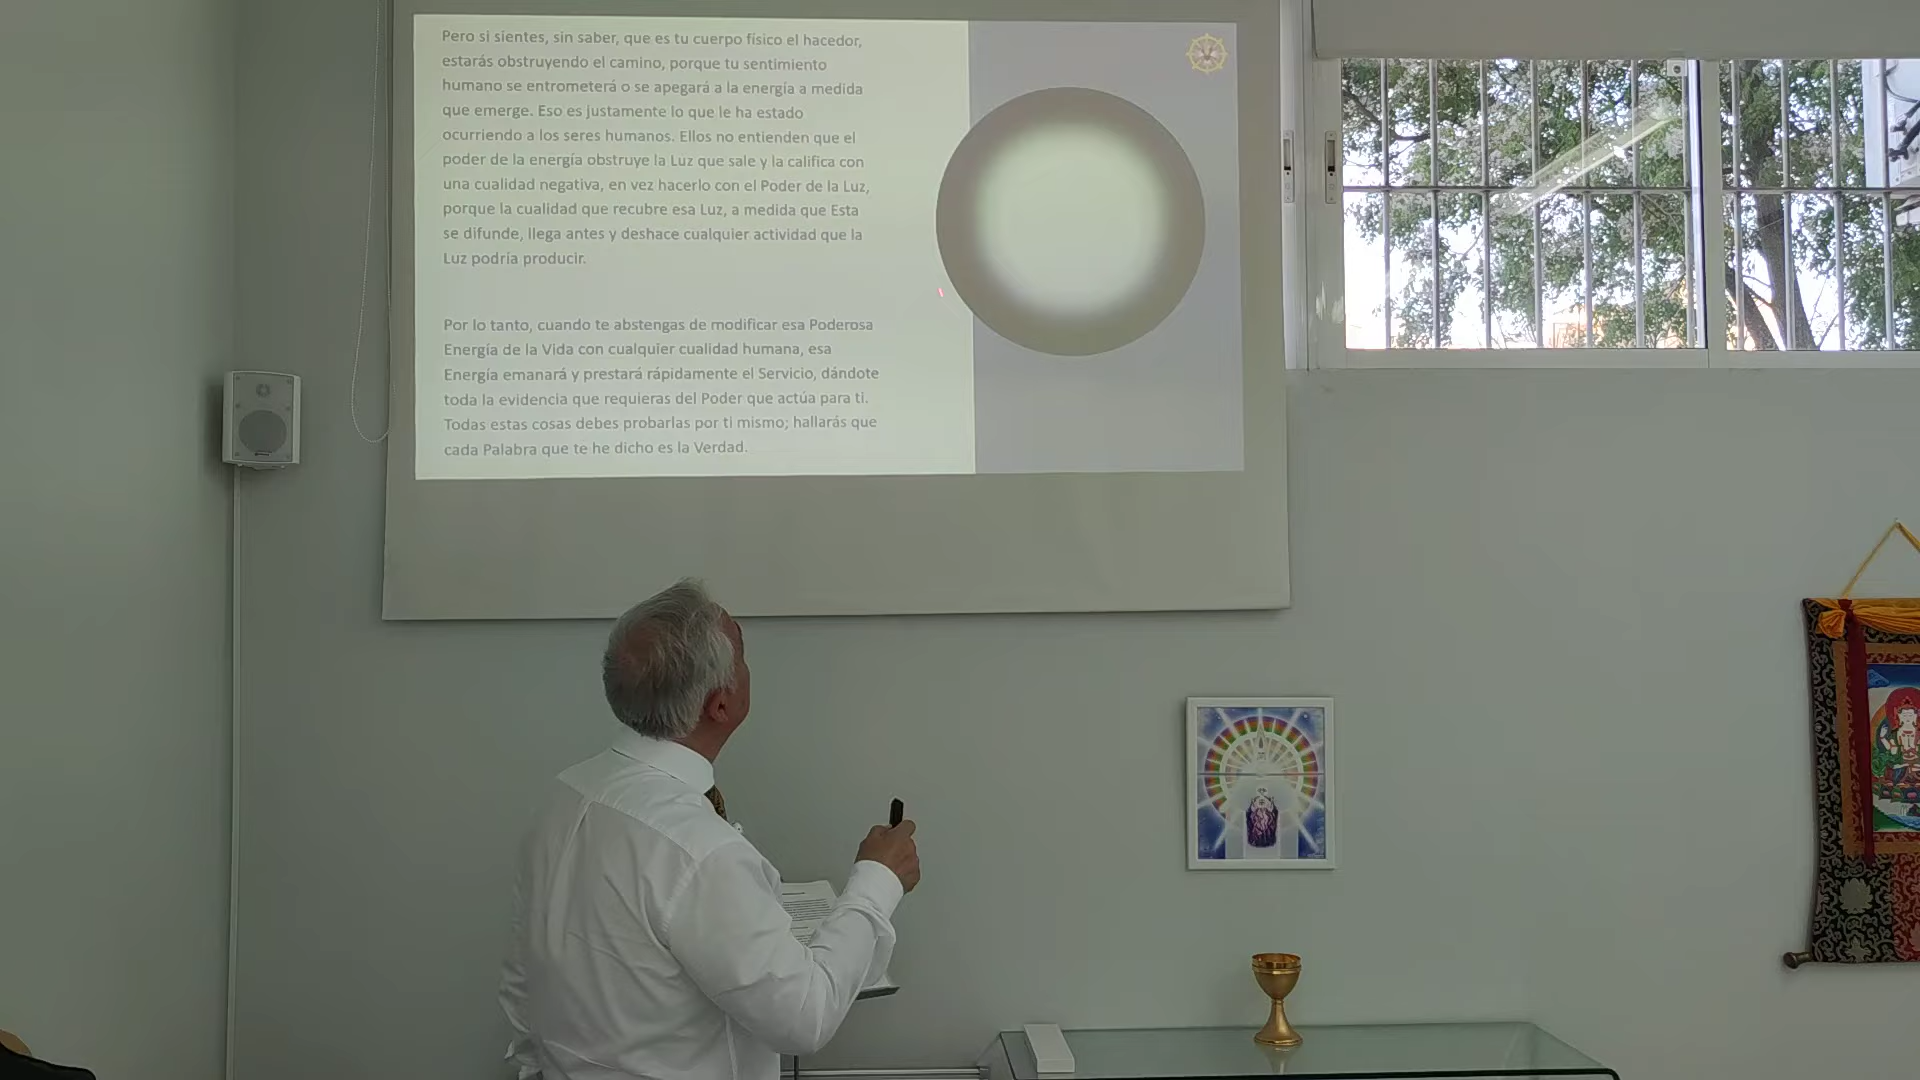 Pero si sientes, sin saber, que es tu cuerpo físico el hacedor,
estarás obstruyendo el camino, porque tu sentimiento
humano se entrometerá o se apegará a la energía a medida
que emerge. Eso es justamente lo que le ha estado
ocurriendo a los seres humanos. Ellos no entienden que el
poder de la energía obstruye la Luz que sale y la califica con
una cualidad negativa, en vez hacerlo con el Poder de la Luz,
porque la cualidad que recubre esa Luz, a medida que Esta
se difunde, llega antes y deshace cualquier actividad que la
Luz podría producir.
Por lo tanto, cuando te abstengas de modificar esa Poderosa
Energía de la Vida con cualquier cualidad humana, esa
Energía emanará y prestará rápidamente el Servicio, dándote
toda la evidencia que requieras del Poder que actúa para ti.
Todas estas cosas debes probarlas por ti mismo; hallarás que
cada Palabra que te he dicho es la Verdad.